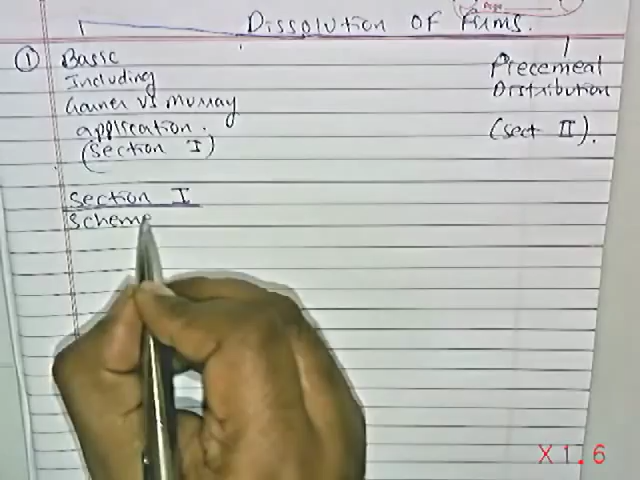 Page
Dissolution of Firms.
① Basic
Including
Garner vs Murray
application.
(Section I)
Piecemeal
Distribution
(Sect II).
Section I
Scheme
X1.6